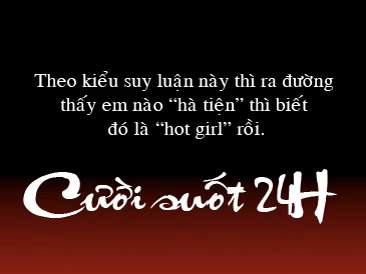 Theo kiểu suy luận này thì ra đường
thấy em nào “hà tiện” thì biết
đó là “hot girl” rồi.
Cười suốt 24H